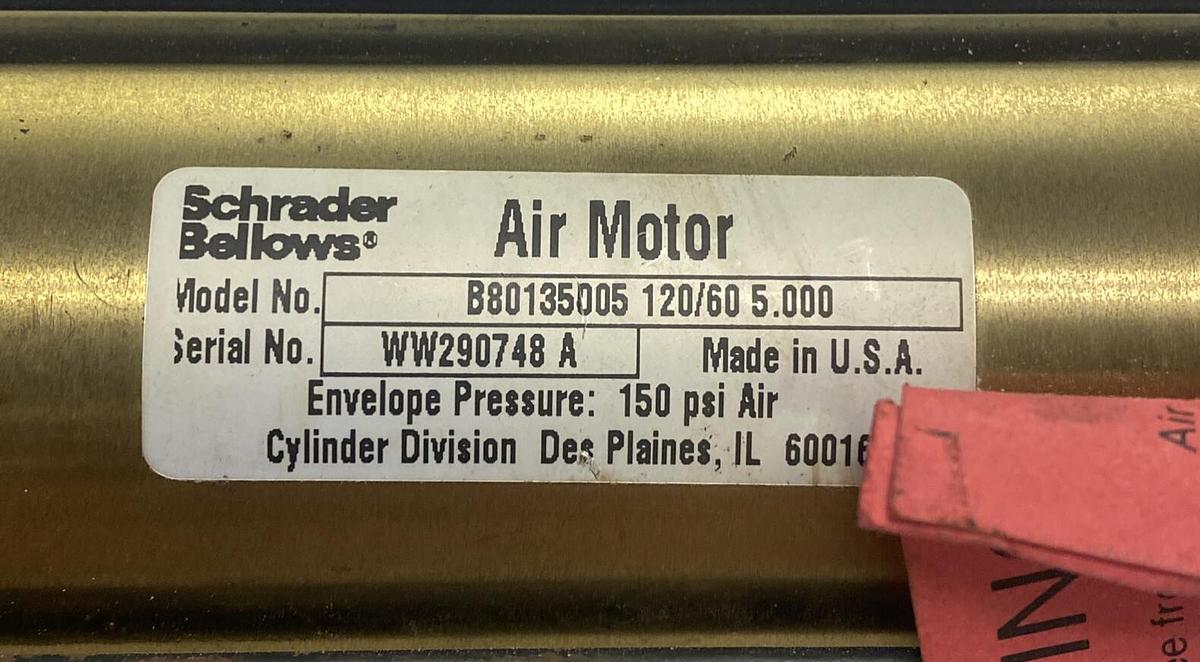 Schrader
Bellows®
Air Motor
Model No. B80135005 120/60 5.000
Serial No. WW290748 A Made in U.S.A.
Envelope Pressure: 150 psi Air
Cylinder Division Des Plaines, IL 60016
Air